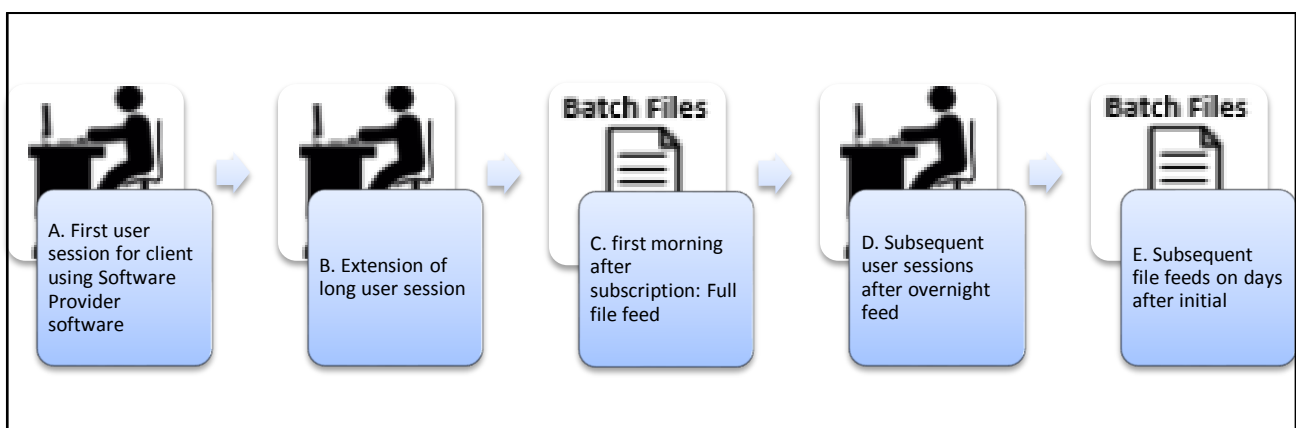 A. First user
session for client
using Software
Provider
software
B. Extension of
long user session
Batch Files
C. first morning
after
subscription: Full
file feed
D. Subsequent
user sessions
after overnight
feed
Batch Files
E. Subsequent
file feeds on days
after initial